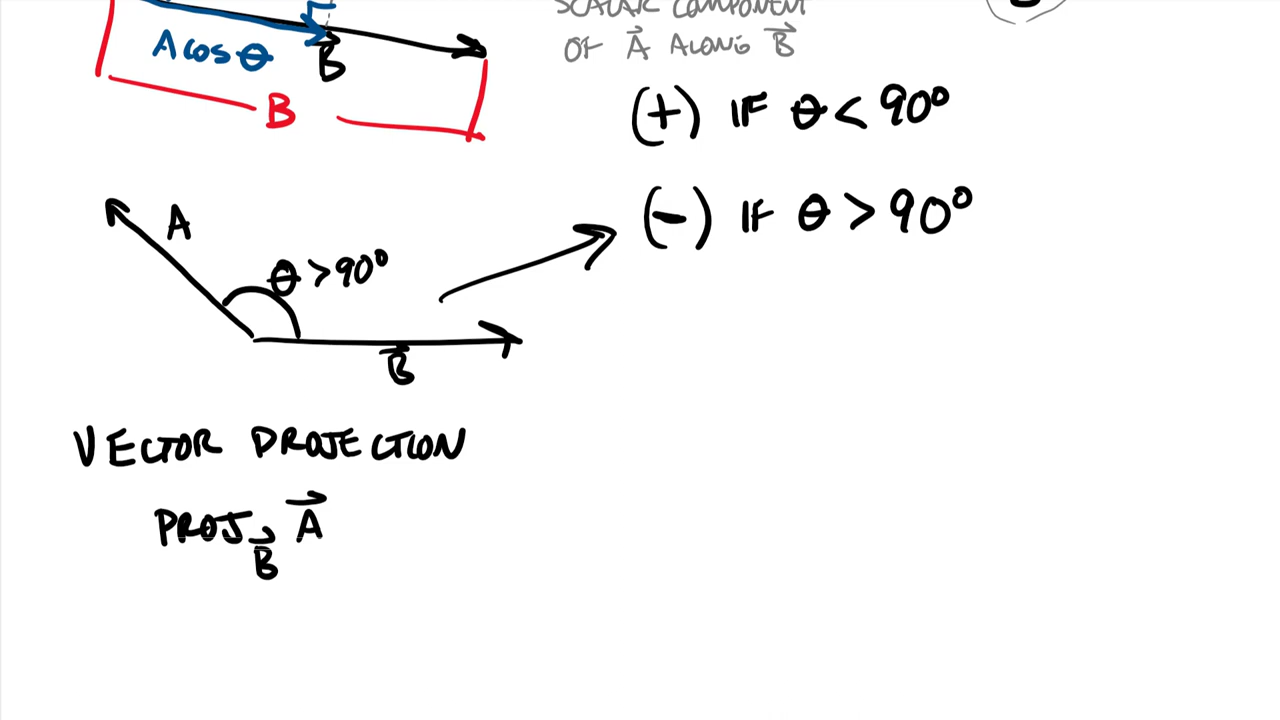 SCALAR COMPONENT
OF A⃗ ALONG B⃗
A cos θ
B⃗
B
(+) IF θ < 90°
(-) IF θ > 90°
A
θ > 90°
B⃗
VECTOR PROJECTION
PROJ_B⃗ A⃗